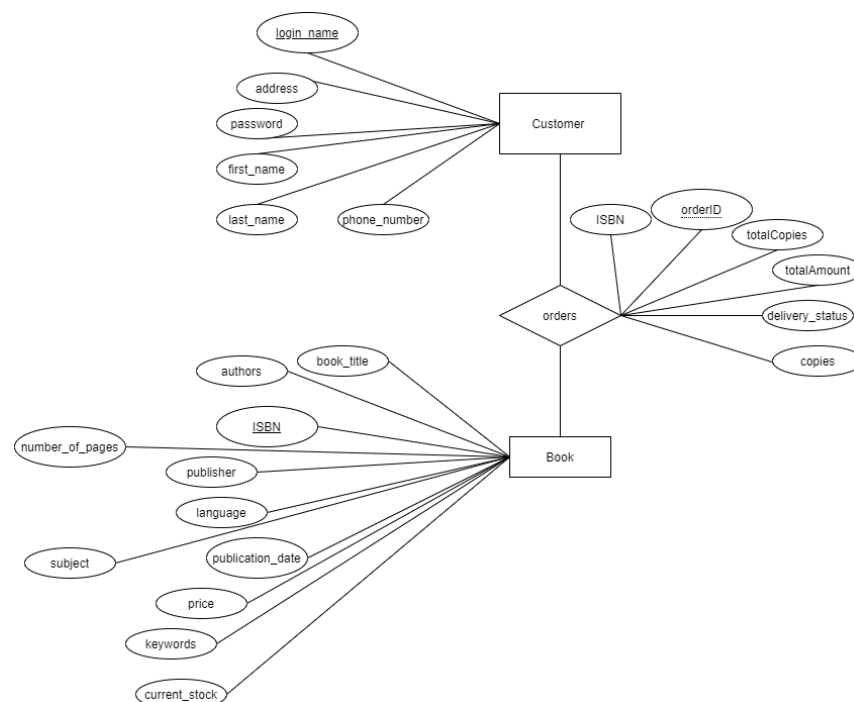 login_name
address
password
first_name
last_name
phone_number
Customer
ISBN
orderID
totalCopies
totalAmount
delivery_status
copies
orders
book_title
authors
ISBN
number_of_pages
publisher
language
subject
publication_date
price
keywords
current_stock
Book